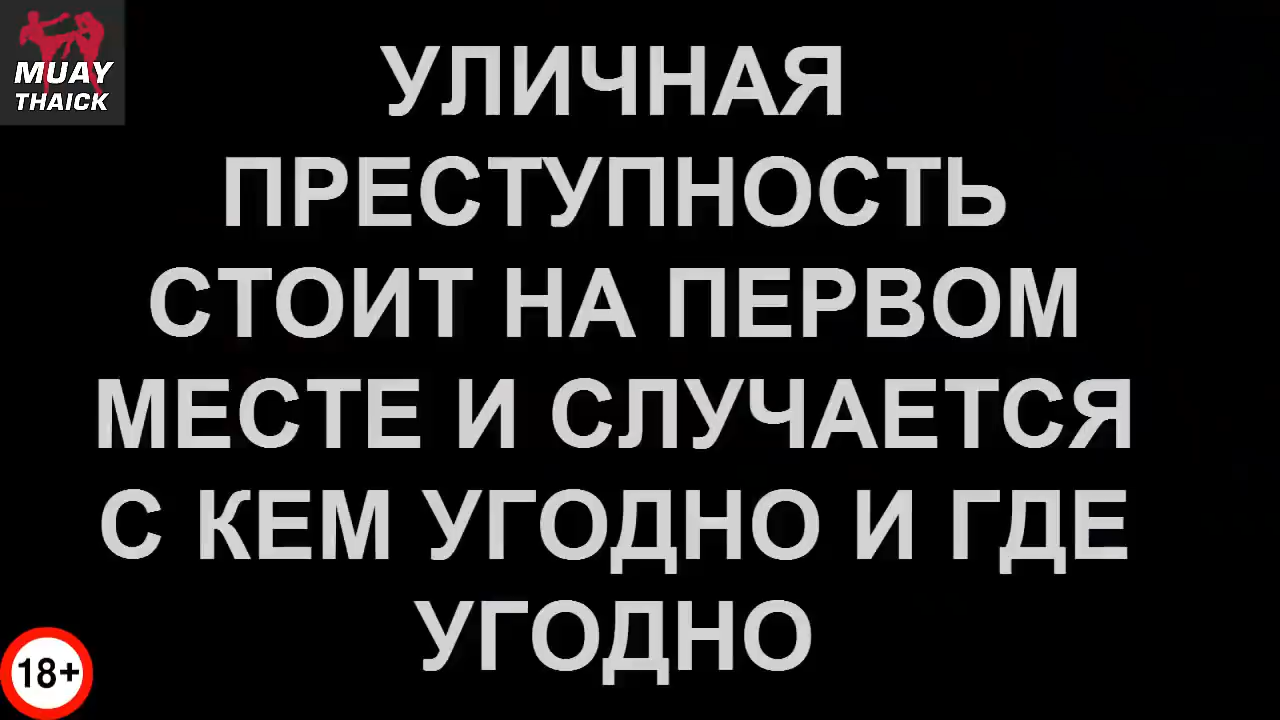 MUAY
THAICK
УЛИЧНАЯ
ПРЕСТУПНОСТЬ
СТОИТ НА ПЕРВОМ
МЕСТЕ И СЛУЧАЕТСЯ
С КЕМ УГОДНО И ГДЕ
УГОДНО
18+